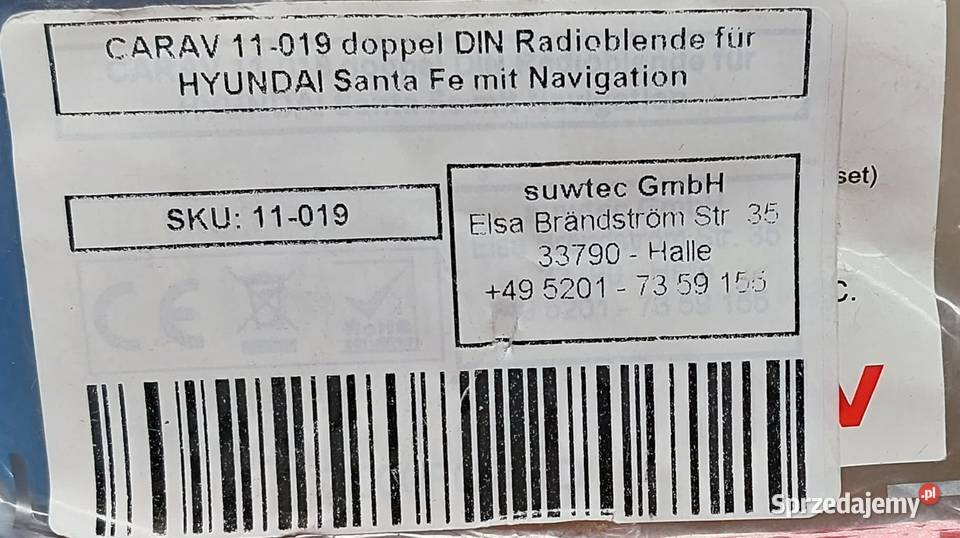 CARAV 11-019 doppel DIN Radioblende für
HYUNDAI Santa Fe mit Navigation
SKU: 11-019
suwtec GmbH
Elsa Brändström Str 35
33790 - Halle
+49 5201 - 73 59 156
set)
c.
Sprzedajemy.pl